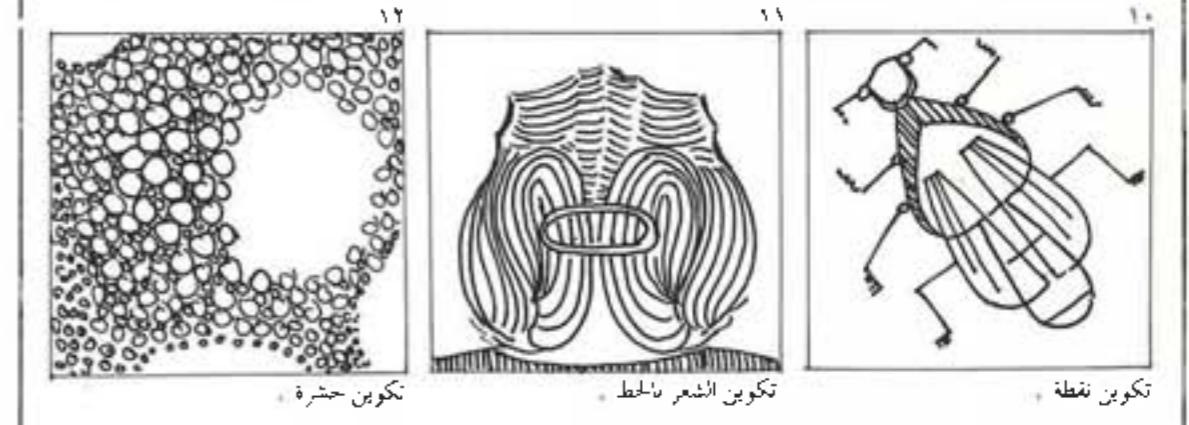 ١٠
١١
١٢
تكوين نقطة .
تكوين الشعر بالخط .
تكوين حشرة .